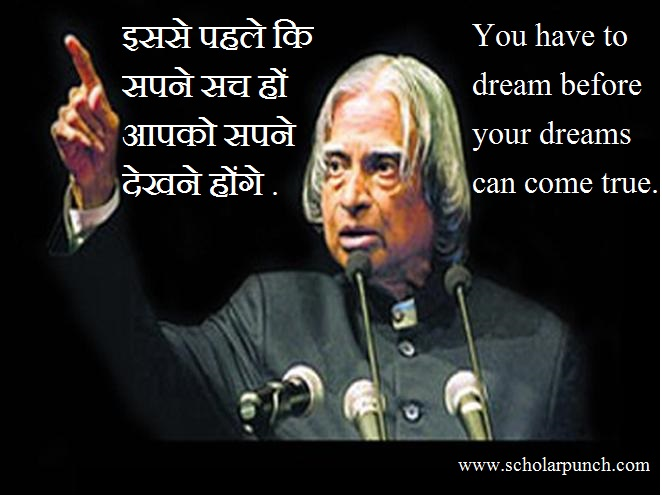 इससे पहले कि
सपने सच हों
आपको सपने
देखने होंगे .
You have to
dream before
your dreams
can come true.
www.scholarpunch.com